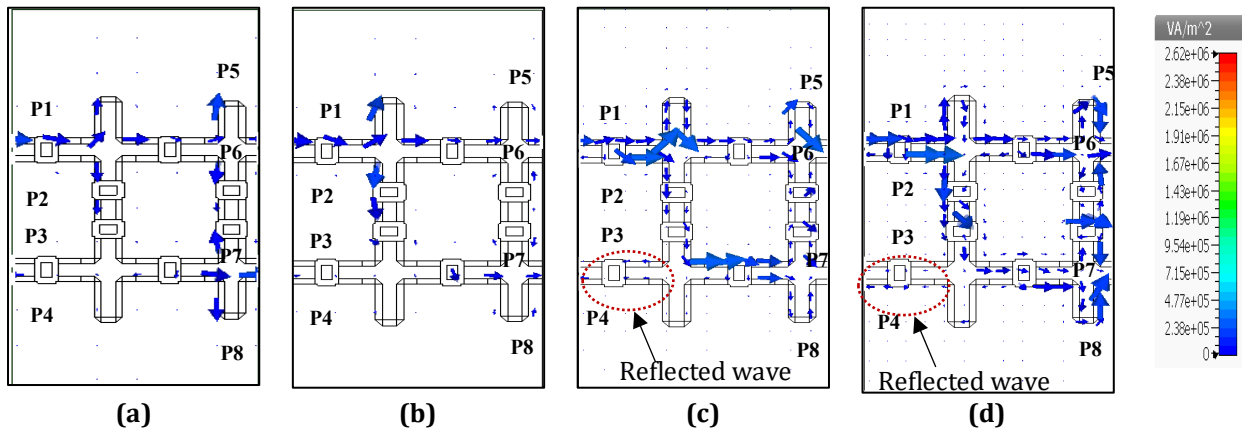 P1
P2
P3
P4
P5
P6
P7
P8
(a)
P1
P2
P3
P4
P5
P6
P7
P8
(b)
P1
P2
P3
P4
P5
P6
P7
P8
Reflected wave
(c)
P1
P2
P3
P4
P5
P6
P7
P8
Reflected wave
(d)
VA/m^2
2.62e+06
2.38e+06
2.15e+06
1.91e+06
1.67e+06
1.43e+06
1.19e+06
9.54e+05
7.15e+05
4.77e+05
2.38e+05
0